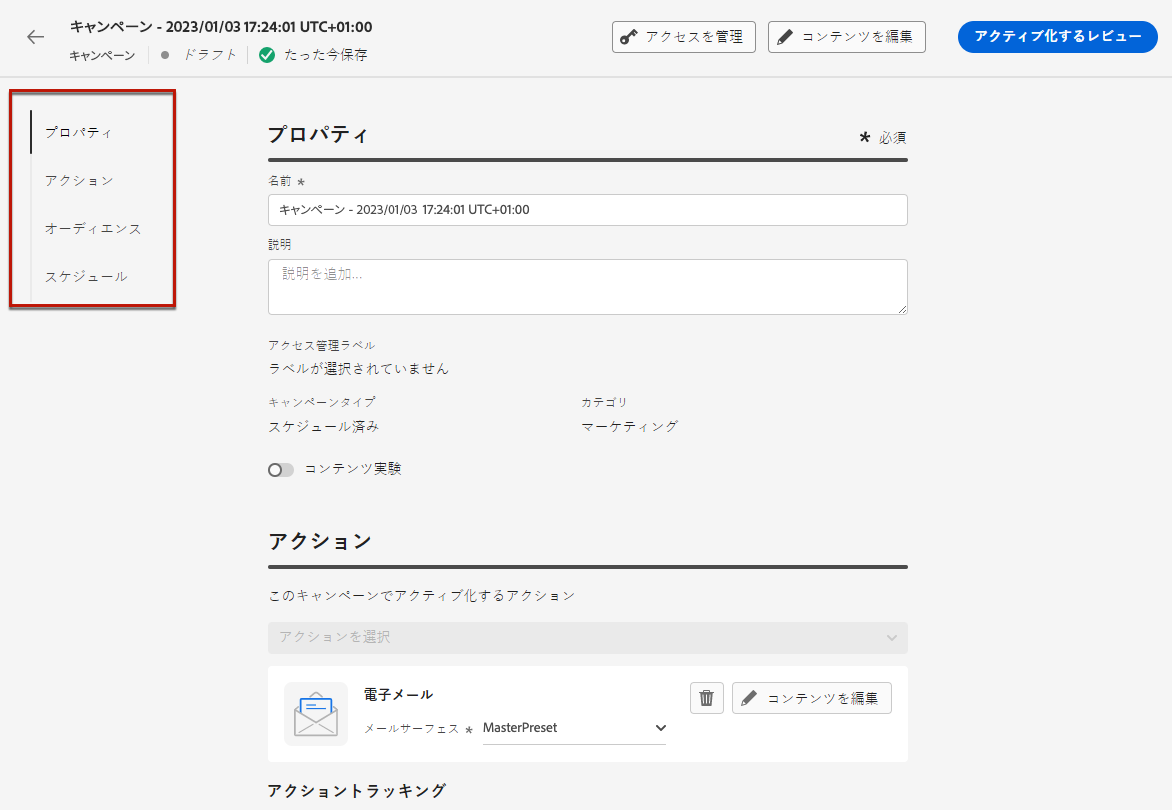 キャンペーン - 2023/01/03 17:24:01 UTC+01:00
キャンペーン ドラフト たった今保存
アクセスを管理
コンテンツを編集
アクティブ化するレビュー
プロパティ
アクション
オーディエンス
スケジュール
プロパティ
* 必須
名前 *
キャンペーン - 2023/01/03 17:24:01 UTC+01:00
説明
説明を追加...
アクセス管理ラベル
ラベルが選択されていません
キャンペーンタイプ
スケジュール済み
カテゴリ
マーケティング
コンテンツ実験
アクション
このキャンペーンでアクティブ化するアクション
アクションを選択
電子メール
コンテンツを編集
メールサーフェス * MasterPreset
アクショントラッキング